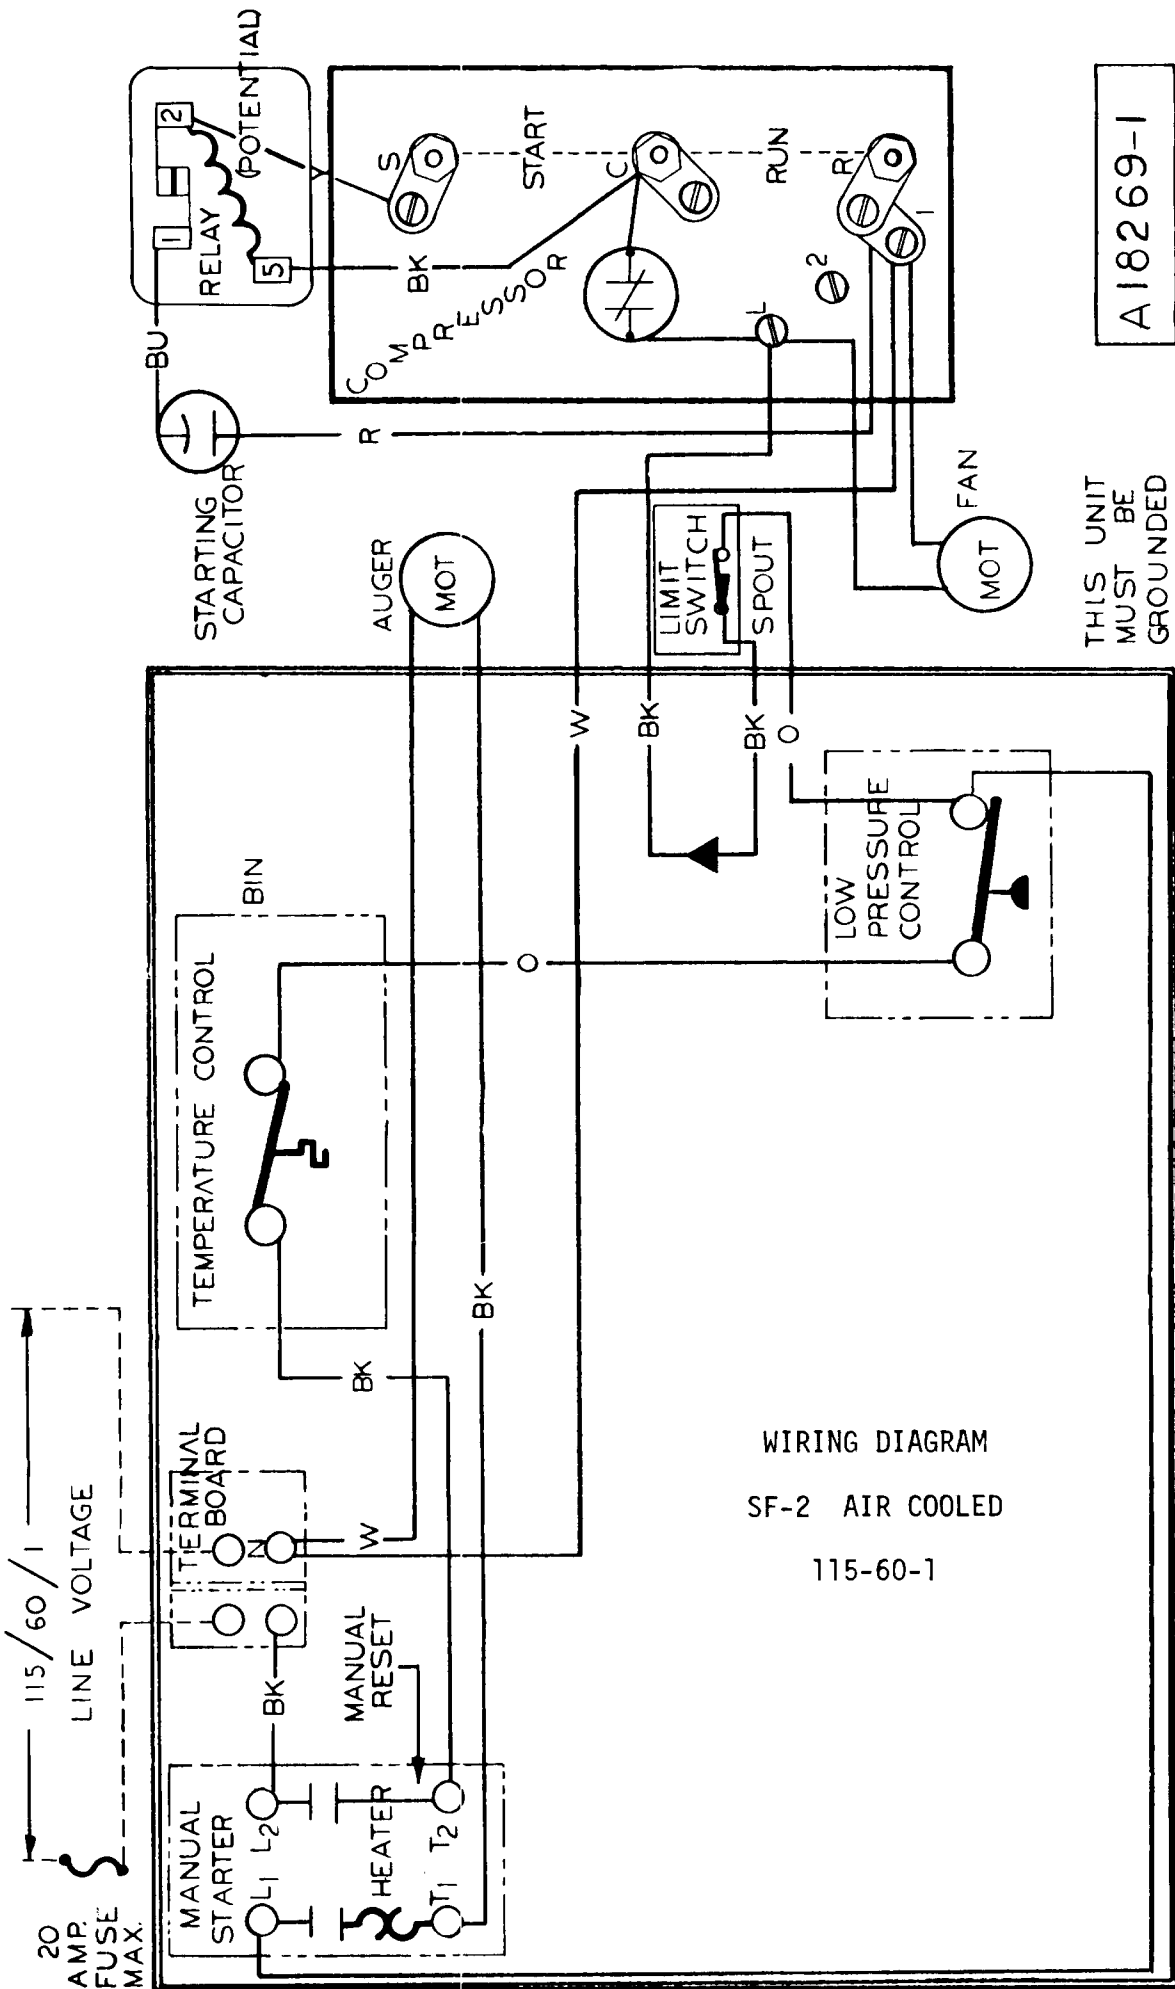 20
AMP.
FUSE
MAX.
115/60/1
LINE VOLTAGE
MANUAL
STARTER
L1 L2
HEATER
T1 T2
MANUAL
RESET
BK
TERMINAL
BOARD
N
W
BK
TEMPERATURE CONTROL
BIN
BK
O
W
BK
BK
O
LOW
PRESSURE
CONTROL
AUGER
MOT
LIMIT
SWITCH
SPOUT
FAN
MOT
STARTING
CAPACITOR
BU
R
RELAY
(POTENTIAL)
1
2
5
BK
COMPRESSOR
S
START
C
RUN
R
L
2
1
WIRING DIAGRAM
SF-2 AIR COOLED
115-60-1
THIS UNIT
MUST BE
GROUNDED
A18269-1